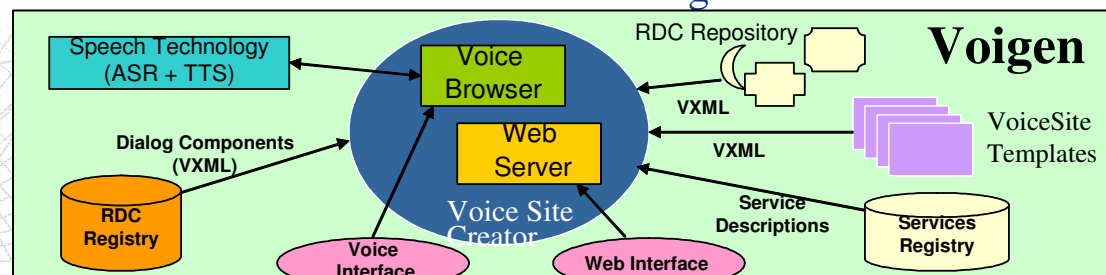 Speech Technology
(ASR + TTS)
Voice
Browser
RDC Repository
Voigen
VXML
Web
Server
VXML
VoiceSite
Templates
Dialog Components
(VXML)
RDC
Registry
Voice Site
Creator
Service
Descriptions
Services
Registry
Voice
Interface
Web Interface